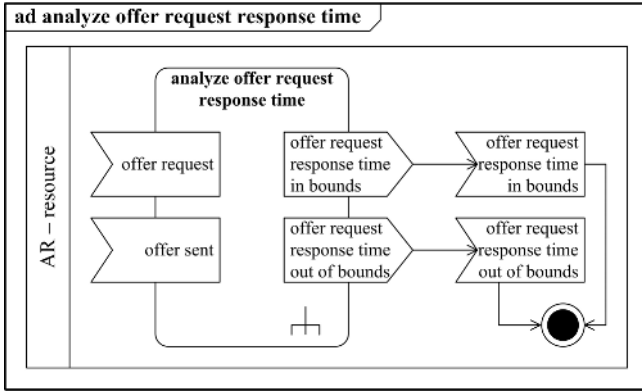 ad analyze offer request response time
AR – resource
analyze offer request
response time
offer request
offer request
response time
in bounds
offer request
response time
in bounds
offer sent
offer request
response time
out of bounds
offer request
response time
out of bounds